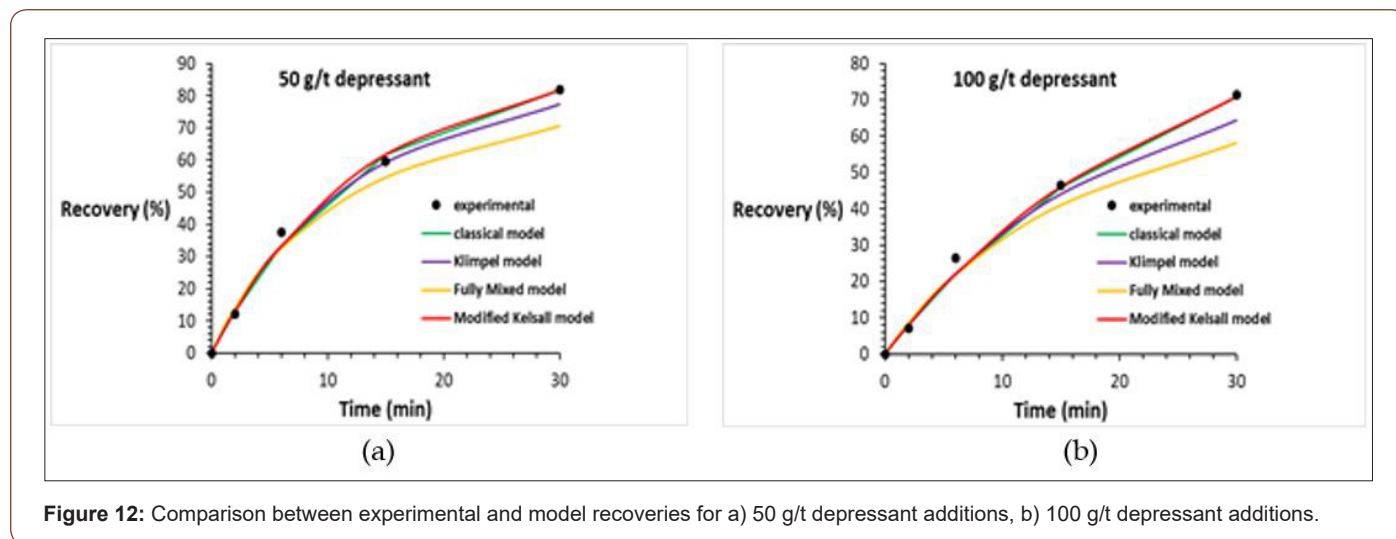 50 g/t depressant
90
80
70
60
50
40
30
20
10
0
Recovery (%)
experimental
classical model
Klimpel model
Fully Mixed model
Modified Kelsall model
0 10 20 30
Time (min)
(a)
100 g/t depressant
80
70
60
50
40
30
20
10
0
Recovery (%)
experimental
classical model
Klimpel model
Fully Mixed model
Modified Kelsall model
0 10 20 30
Time (min)
(b)
Figure 12: Comparison between experimental and model recoveries for a) 50 g/t depressant additions, b) 100 g/t depressant additions.